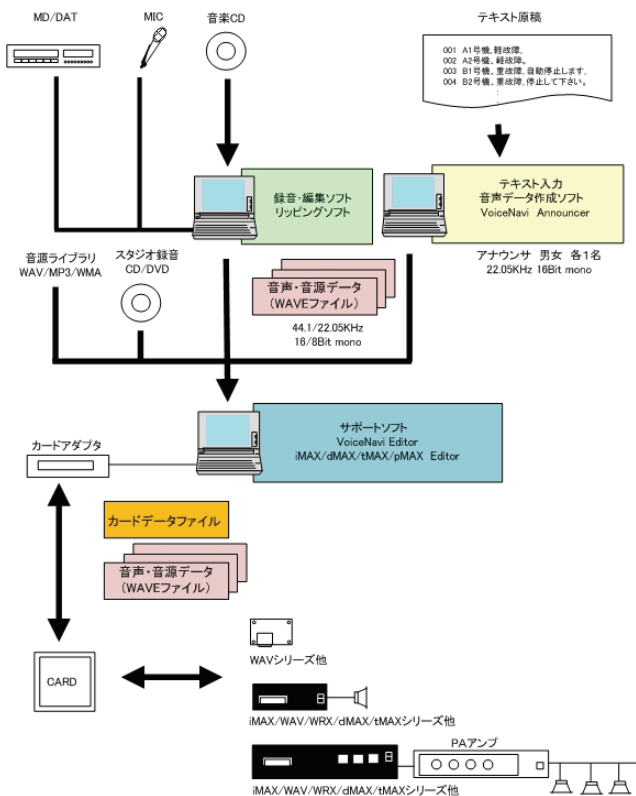 MD/DAT
MIC
音楽CD
テキスト原稿
001 A1号機、軽故障。
002 A2号機、軽故障。
003 B1号機、重故障、自動停止します。
004 B2号機、重故障、停止して下さい。
録音・編集ソフト
リッピングソフト
テキスト入力
音声データ作成ソフト
VoiceNavi Announcer
アナウンサ 男女 各1名
22.05KHz 16Bit mono
音源ライブラリ
WAV/MP3/WMA
スタジオ録音
CD/DVD
音声・音源データ
(WAVEファイル)
44.1/22.05KHz
16/8Bit mono
サポートソフト
VoiceNavi Editor
iMAX/dMAX/tMAX/pMAX Editor
カードアダプタ
カードデータファイル
音声・音源データ
(WAVEファイル)
CARD
WAVシリーズ他
iMAX/WAV/WRX/dMAX/tMAXシリーズ他
PAアンプ
iMAX/WAV/WRX/dMAX/tMAXシリーズ他